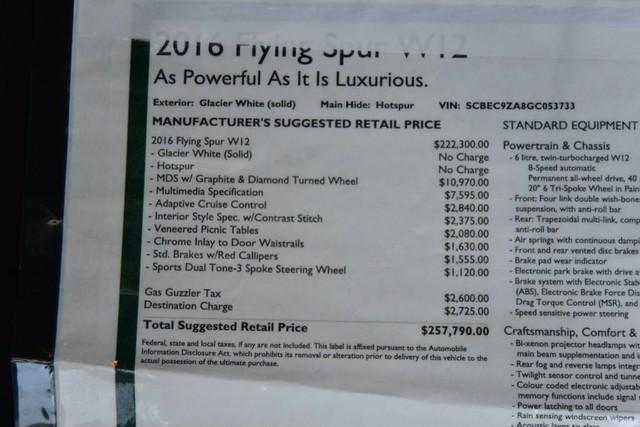 2016 Flying Spur W12
As Powerful As It Is Luxurious.
Exterior: Glacier White (solid) Main Hide: Hotspur VIN: SCBEC9ZA8GC053733
MANUFACTURER'S SUGGESTED RETAIL PRICE
2016 Flying Spur W12 $222,300.00
- Glacier White (Solid) No Charge
- Hotspur No Charge
- MDS w/ Graphite & Diamond Turned Wheel $10,970.00
- Multimedia Specification $7,595.00
- Adaptive Cruise Control $2,840.00
- Interior Style Spec. w/Contrast Stitch $2,375.00
- Veneered Picnic Tables $2,080.00
- Chrome Inlay to Door Waistrails $1,630.00
- Std. Brakes w/Red Callipers $1,555.00
- Sports Dual Tone-3 Spoke Steering Wheel $1,120.00
Gas Guzzler Tax $2,600.00
Destination Charge $2,725.00
Total Suggested Retail Price $257,790.00
Federal, state and local taxes, if any are not included. This label is affixed pursuant to the Automobile
Information Disclosure Act, which prohibits its removal or alteration prior to delivery of this vehicle to the
actual possession of the ultimate purchase.
STANDARD EQUIPMENT
Powertrain & Chassis
- 6 litre, twin-turbocharged W12
8-Speed automatic
Permanent all-wheel drive, 40
20" 6 Tri-Spoke Wheel in Pain
- Front: Four link double wish-bone
suspension, with anti-roll bar
- Rear: Trapezoidal multi-link, comp
anti-roll bar
- Air springs with continuous dampi
- Front and rear vented disc brakes
- Brake pad wear indicator
- Electronic park brake with drive a
- Brake system with Electronic Stab
(ABS), Electronic Brake Force Dis
Drag Torque Control (MSR), and
- Speed sensitive power steering
Craftsmanship, Comfort &
- Bi-xenon projector headlamps wit
main beam supplementation and i
- Rear fog and reverse lamps integr
- Twilight sensor control and tunne
- Colour coded electronic adjustab
memory functions include signal
- Power latching to all doors
- Rain sensing windscreen wipers